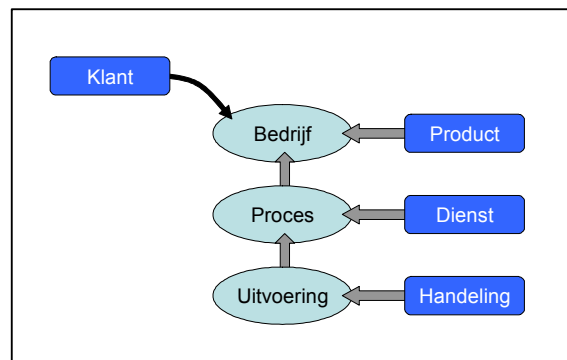 Klant
Bedrijf
Product
Proces
Dienst
Uitvoering
Handeling